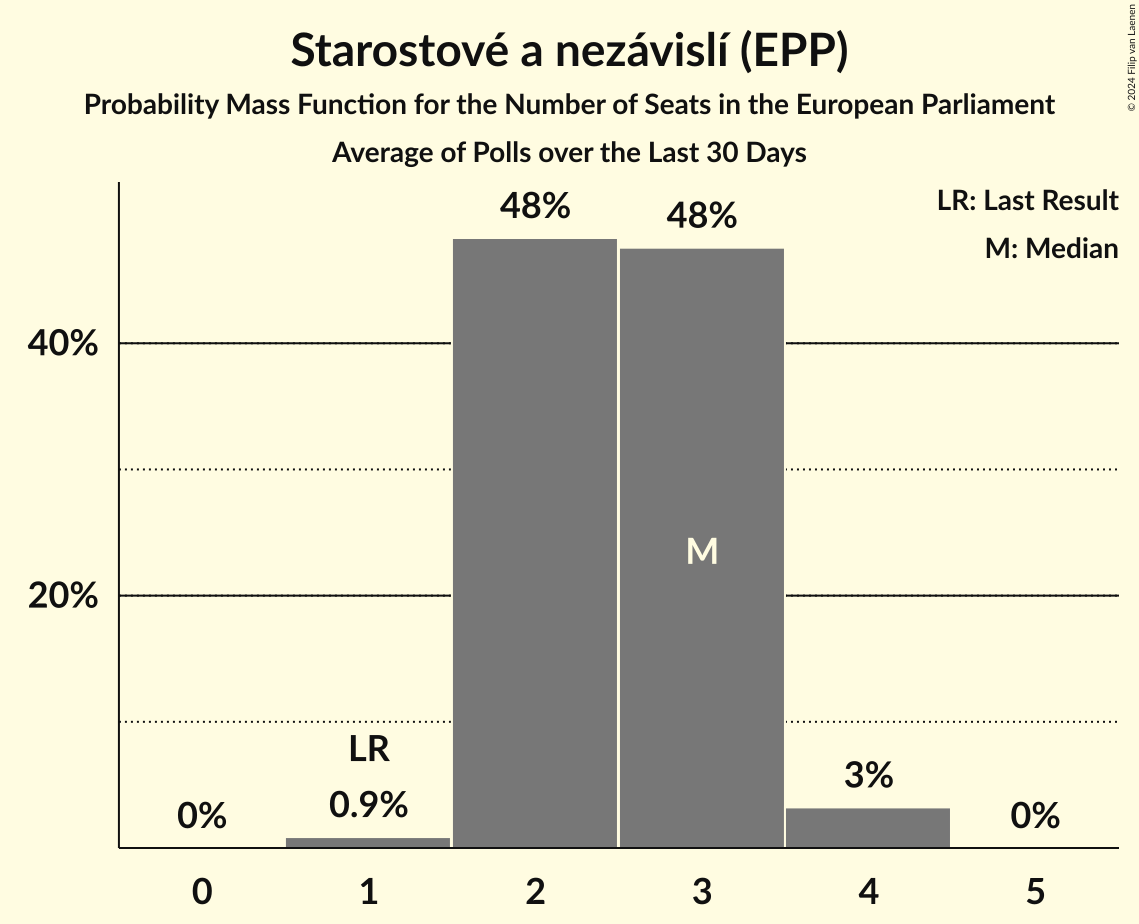 Starostové a nezávislí (EPP)
Probability Mass Function for the Number of Seats in the European Parliament
Average of Polls over the Last 30 Days
© 2024 Filip van Laenen
LR: Last Result
M: Median
48%
48%
40%
M
20%
LR
0%
0.9%
3%
0%
0 1 2 3 4 5